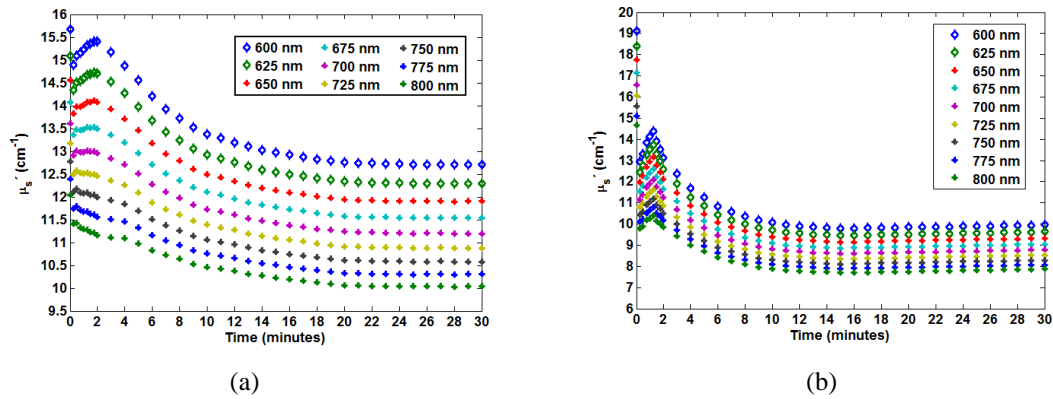 16
15.5
15
14.5
14
13.5
13
12.5
12
11.5
11
10.5
10
9.5
0 2 4 6 8 10 12 14 16 18 20 22 24 26 28 30
μs´ (cm-1)
Time (minutes)
600 nm 675 nm 750 nm
625 nm 700 nm 775 nm
650 nm 725 nm 800 nm
(a)
20
19
18
17
16
15
14
13
12
11
10
9
8
7
6
0 2 4 6 8 10 12 14 16 18 20 22 24 26 28 30
μs´ (cm-1)
Time (minutes)
600 nm
625 nm
650 nm
675 nm
700 nm
725 nm
750 nm
775 nm
800 nm
(b)